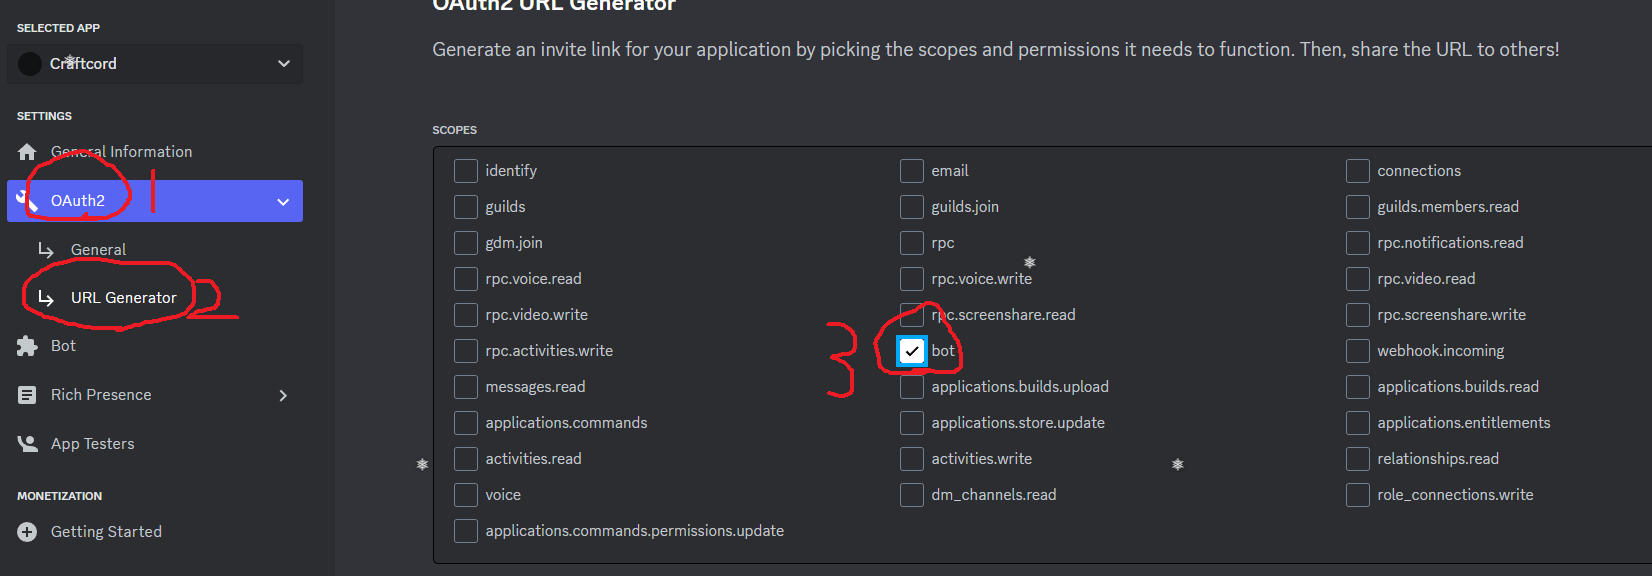 OAuth2 URL Generator
SELECTED APP
Craftcord
Generate an invite link for your application by picking the scopes and permissions it needs to function. Then, share the URL to others!
SETTINGS
General Information
OAuth2
1
General
URL Generator
2
Bot
Rich Presence
App Testers
MONETIZATION
Getting Started
SCOPES
identify
email
connections
guilds
guilds.join
guilds.members.read
gdm.join
rpc
rpc.notifications.read
rpc.voice.read
rpc.voice.write
rpc.video.read
rpc.video.write
rpc.screenshare.read
rpc.screenshare.write
rpc.activities.write
3
bot
webhook.incoming
messages.read
applications.builds.upload
applications.builds.read
applications.commands
applications.store.update
applications.entitlements
activities.read
activities.write
relationships.read
voice
dm_channels.read
role_connections.write
applications.commands.permissions.update